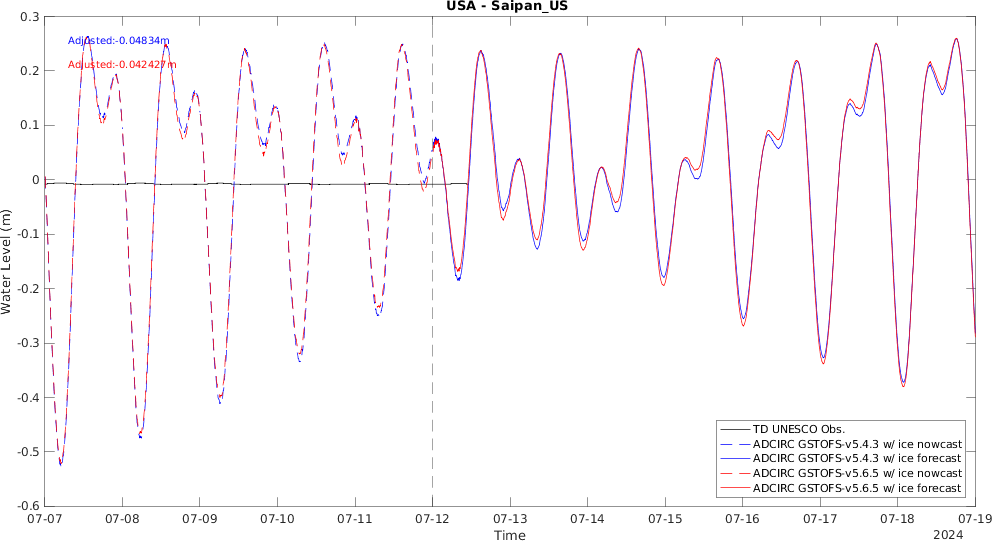 USA - Saipan_US
Adjusted:-0.04834m
Adjusted:-0.042427m
0.3
0.2
0.1
0
-0.1
-0.2
-0.3
-0.4
-0.5
-0.6
Water Level (m)
07-07 07-08 07-09 07-10 07-11 07-12 07-13 07-14 07-15 07-16 07-17 07-18 07-19
Time
2024
TD UNESCO Obs.
ADCIRC GSTOFS-v5.4.3 w/ ice nowcast
ADCIRC GSTOFS-v5.4.3 w/ ice forecast
ADCIRC GSTOFS-v5.6.5 w/ ice nowcast
ADCIRC GSTOFS-v5.6.5 w/ ice forecast